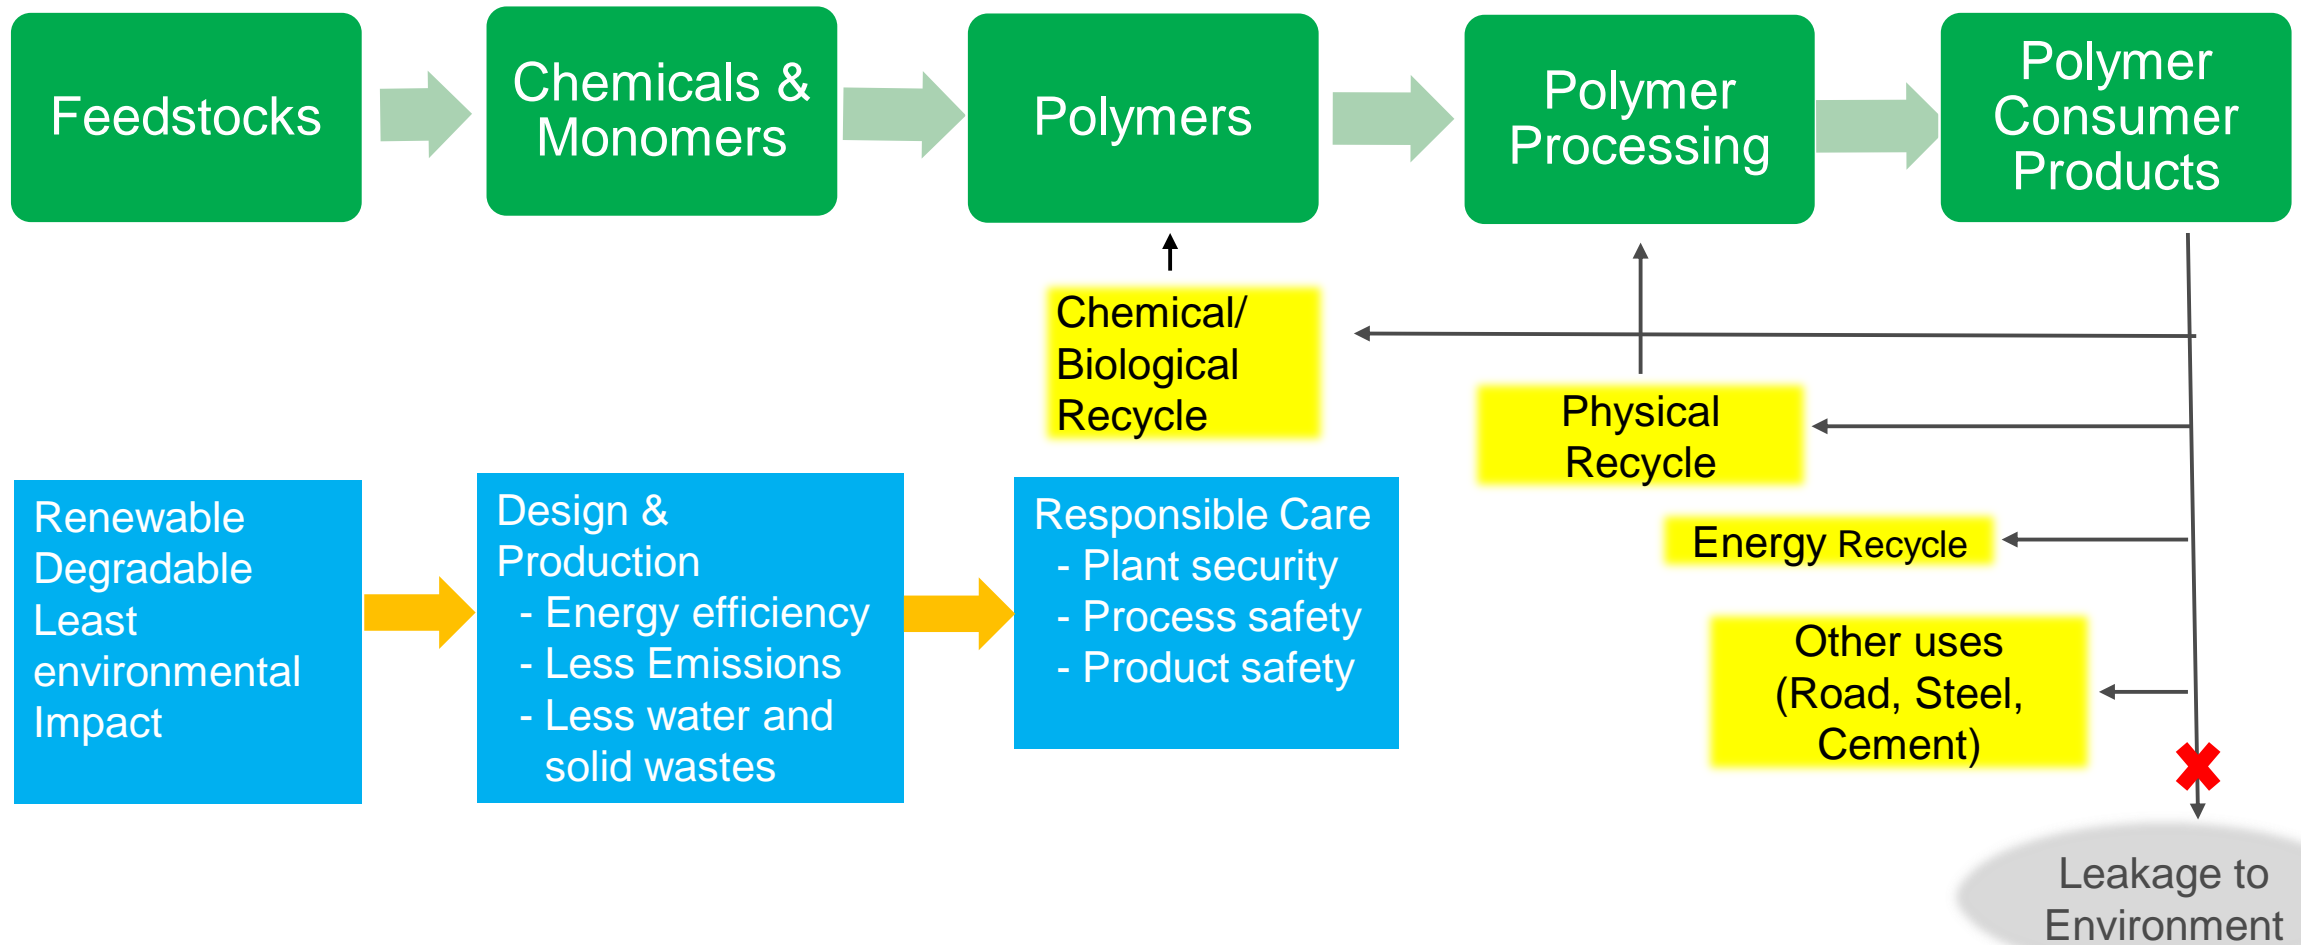 Feedstocks
Chemicals &
Monomers
Polymers
Polymer
Processing
Polymer
Consumer
Products
Chemical/
Biological
Recycle
Physical
Recycle
Energy Recycle
Other uses
(Road, Steel,
Cement)
Leakage to
Environment
Renewable
Degradable
Least
environmental
Impact
Design &
Production
- Energy efficiency
- Less Emissions
- Less water and
solid wastes
Responsible Care
- Plant security
- Process safety
- Product safety